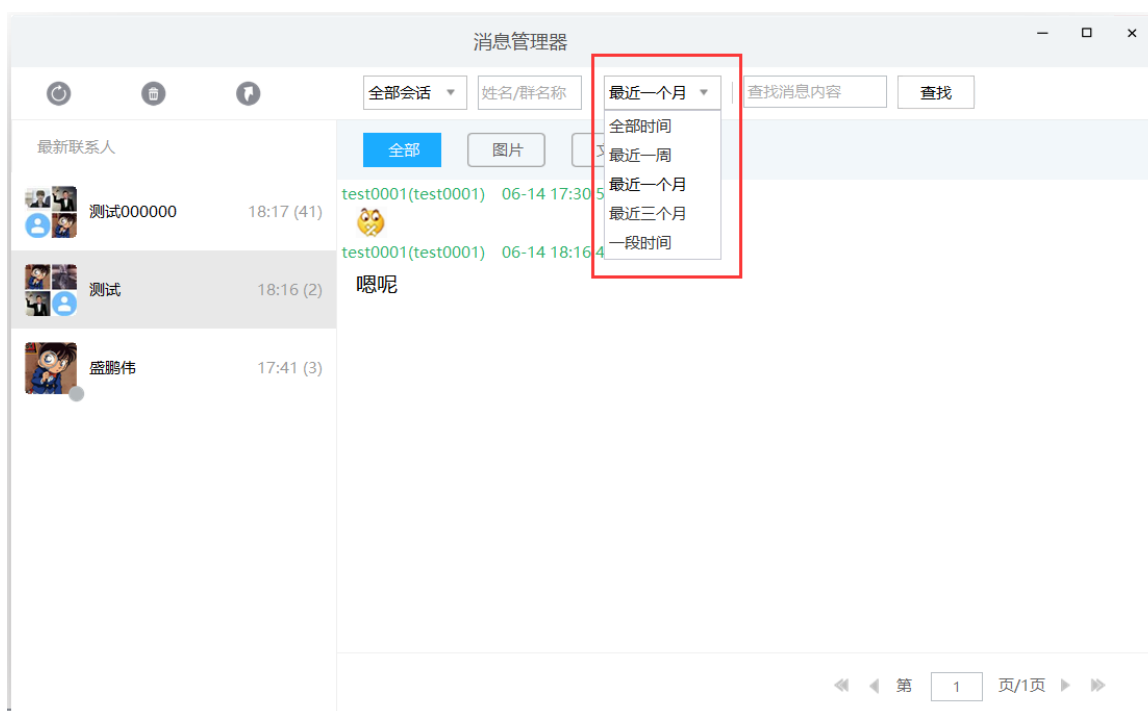 消息管理器
全部会话 姓名/群名称 最近一个月 查找消息内容 查找
全部时间
最近一周
最近一个月
最近三个月
一段时间
最新联系人
全部 图片
测试000000 18:17 (41)
测试 18:16 (2)
盛鹏伟 17:41 (3)
test0001(test0001) 06-14 17:30
test0001(test0001) 06-14 18:16
嗯呢
第 1 页/1页